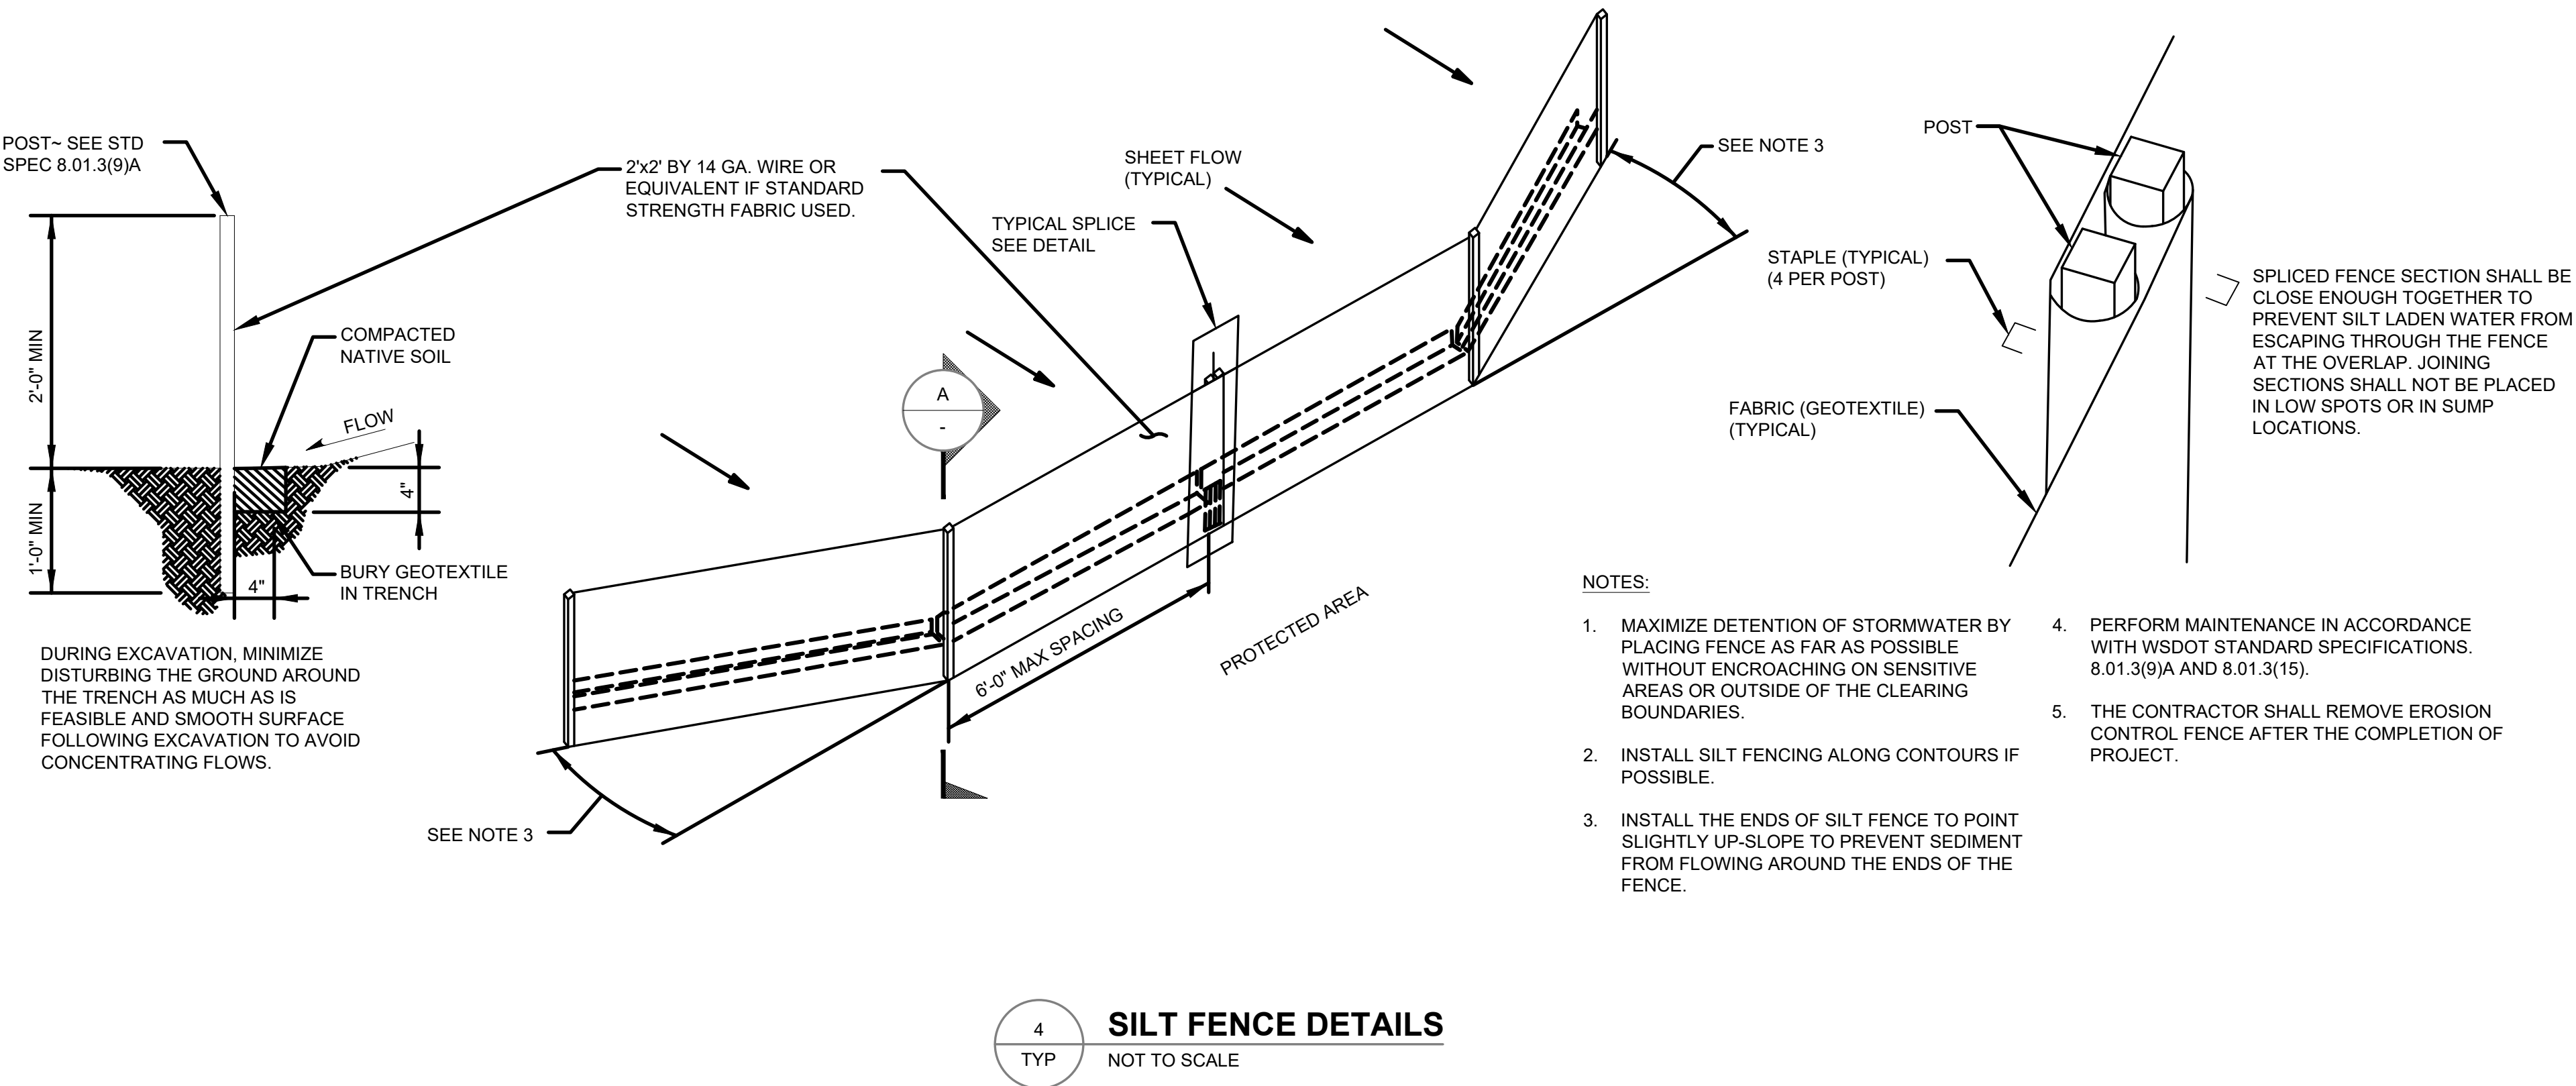 POST~ SEE STD
SPEC 8.01.3(9)A
2'-0" MIN
1'-0" MIN
COMPACTED
NATIVE SOIL
FLOW
4"
4"
BURY GEOTEXTILE
IN TRENCH
DURING EXCAVATION, MINIMIZE
DISTURBING THE GROUND AROUND
THE TRENCH AS MUCH AS IS
FEASIBLE AND SMOOTH SURFACE
FOLLOWING EXCAVATION TO AVOID
CONCENTRATING FLOWS.
2'x2' BY 14 GA. WIRE OR
EQUIVALENT IF STANDARD
STRENGTH FABRIC USED.
SHEET FLOW
(TYPICAL)
TYPICAL SPLICE
SEE DETAIL
A
-
SEE NOTE 3
6'-0" MAX SPACING
PROTECTED AREA
SEE NOTE 3
POST
STAPLE (TYPICAL)
(4 PER POST)
FABRIC (GEOTEXTILE)
(TYPICAL)
SPLICED FENCE SECTION SHALL BE
CLOSE ENOUGH TOGETHER TO
PREVENT SILT LADEN WATER FROM
ESCAPING THROUGH THE FENCE
AT THE OVERLAP. JOINING
SECTIONS SHALL NOT BE PLACED
IN LOW SPOTS OR IN SUMP
LOCATIONS.
NOTES:
1. MAXIMIZE DETENTION OF STORMWATER BY
PLACING FENCE AS FAR AS POSSIBLE
WITHOUT ENCROACHING ON SENSITIVE
AREAS OR OUTSIDE OF THE CLEARING
BOUNDARIES.
2. INSTALL SILT FENCING ALONG CONTOURS IF
POSSIBLE.
3. INSTALL THE ENDS OF SILT FENCE TO POINT
SLIGHTLY UP-SLOPE TO PREVENT SEDIMENT
FROM FLOWING AROUND THE ENDS OF THE
FENCE.
4. PERFORM MAINTENANCE IN ACCORDANCE
WITH WSDOT STANDARD SPECIFICATIONS.
8.01.3(9)A AND 8.01.3(15).
5. THE CONTRACTOR SHALL REMOVE EROSION
CONTROL FENCE AFTER THE COMPLETION OF
PROJECT.
4
TYP
SILT FENCE DETAILS
NOT TO SCALE